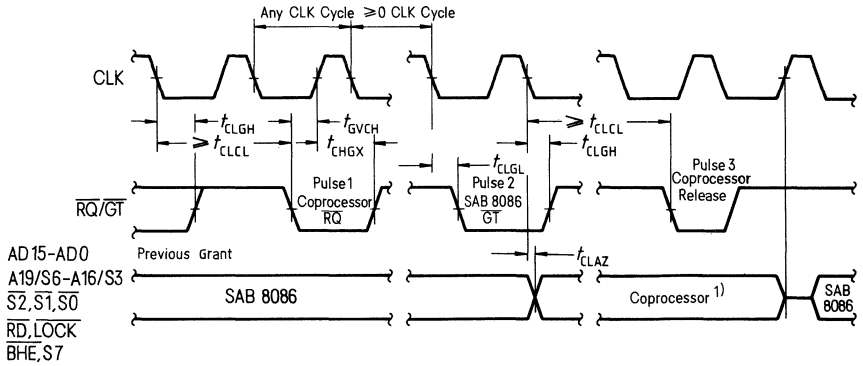 Any CLK Cycle ≥0 CLK Cycle
CLK
tCLGH tGVCH ≥ tCLCL
≥ tCLCL tCHGX tCLGH
tCLGL
RQ/GT
Pulse 1
Coprocessor
RQ
Pulse 2
SAB 8086
GT
Pulse 3
Coprocessor
Release
tCLAZ
AD15-AD0 Previous Grant
A19/S6-A16/S3
S2, S1, S0
RD, LOCK
BHE, S7
SAB 8086
Coprocessor 1)
SAB
8086